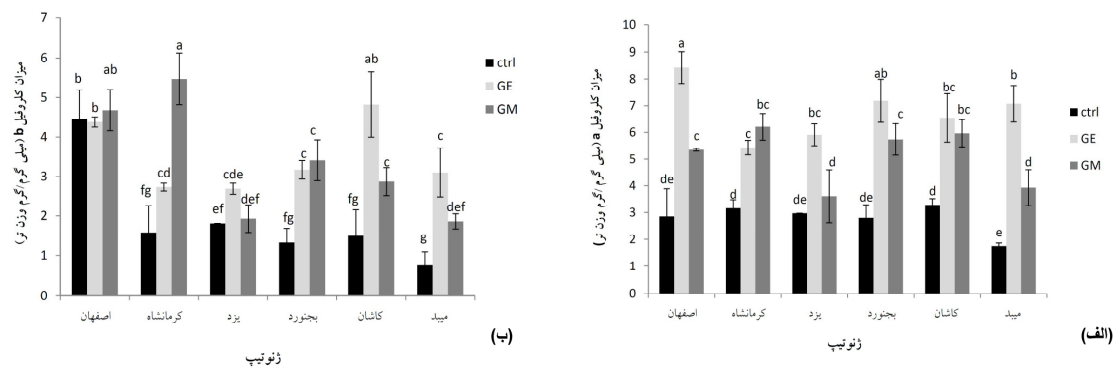 میزان کلروفیل a (میلی گرم/گرم وزن تر)
10
9
8
7
6
5
4
3
2
1
0
de a c
d c bc
de bc d
de ab c
d bc bc
e b d
ctrl
GE
GM
اصفهان کرمانشاه یزد بجنورد کاشان میبد
ژنوتیپ
(الف)
میزان کلروفیل b (میلی گرم/گرم وزن تر)
7
6
5
4
3
2
1
0
b b ab
fg cd a
ef cde def
fg c c
fg ab c
g c def
ctrl
GE
GM
اصفهان کرمانشاه یزد بجنورد کاشان میبد
ژنوتیپ
(ب)